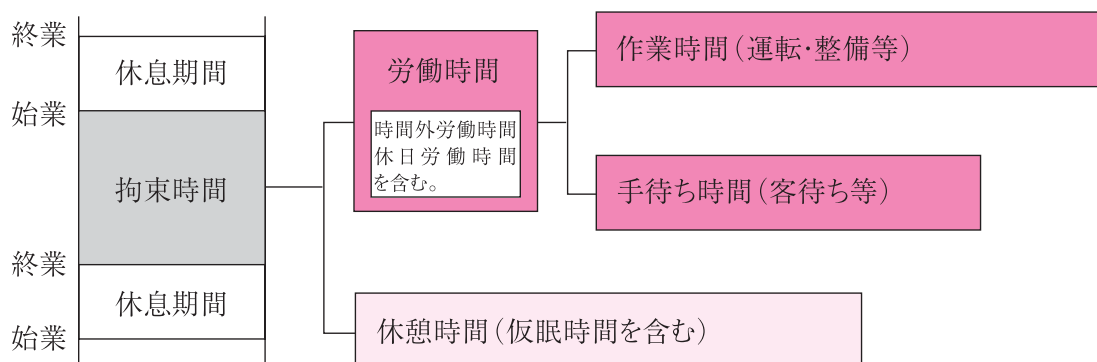 終業
休息期間
始業
拘束時間
終業
休息期間
始業
労働時間
時間外労働時間
休日労働時間
を含む。
作業時間（運転・整備等）
手待ち時間（客待ち等）
休憩時間（仮眠時間を含む）